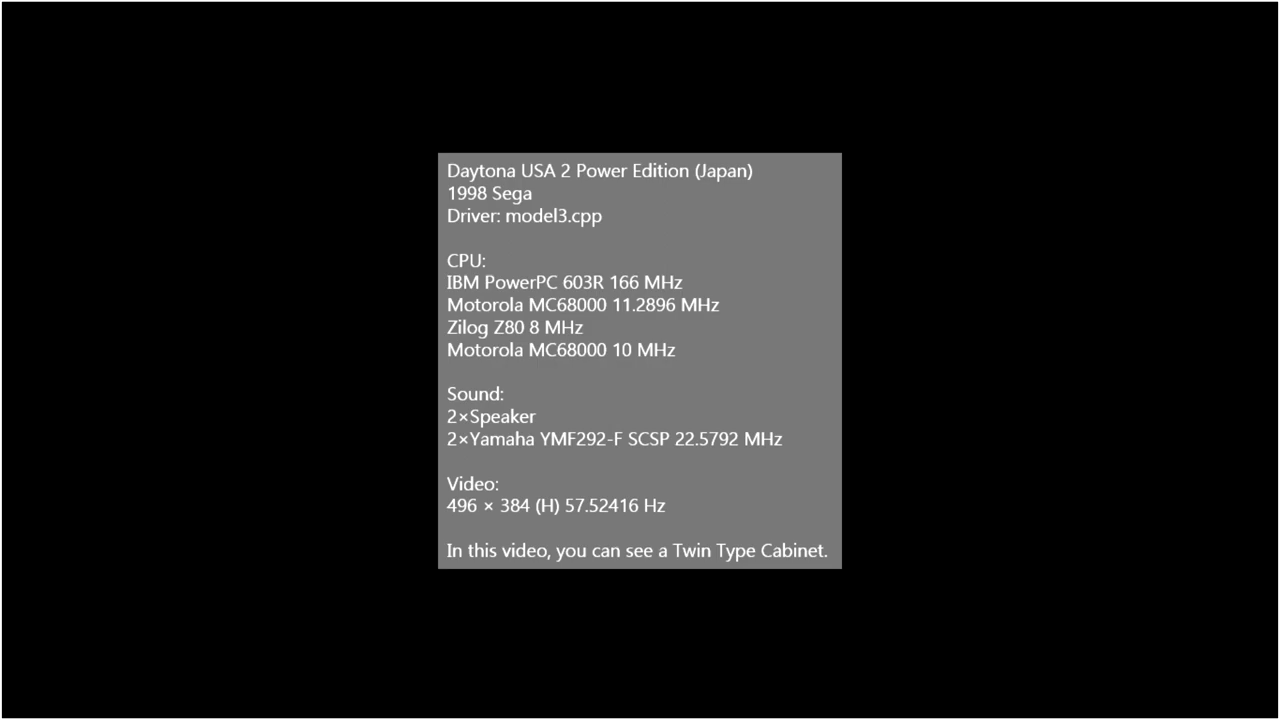 Daytona USA 2 Power Edition (Japan)
1998 Sega
Driver: model3.cpp
CPU:
IBM PowerPC 603R 166 MHz
Motorola MC68000 11.2896 MHz
Zilog Z80 8 MHz
Motorola MC68000 10 MHz
Sound:
2×Speaker
2×Yamaha YMF292-F SCSP 22.5792 MHz
Video:
496 × 384 (H) 57.52416 Hz
In this video, you can see a Twin Type Cabinet.